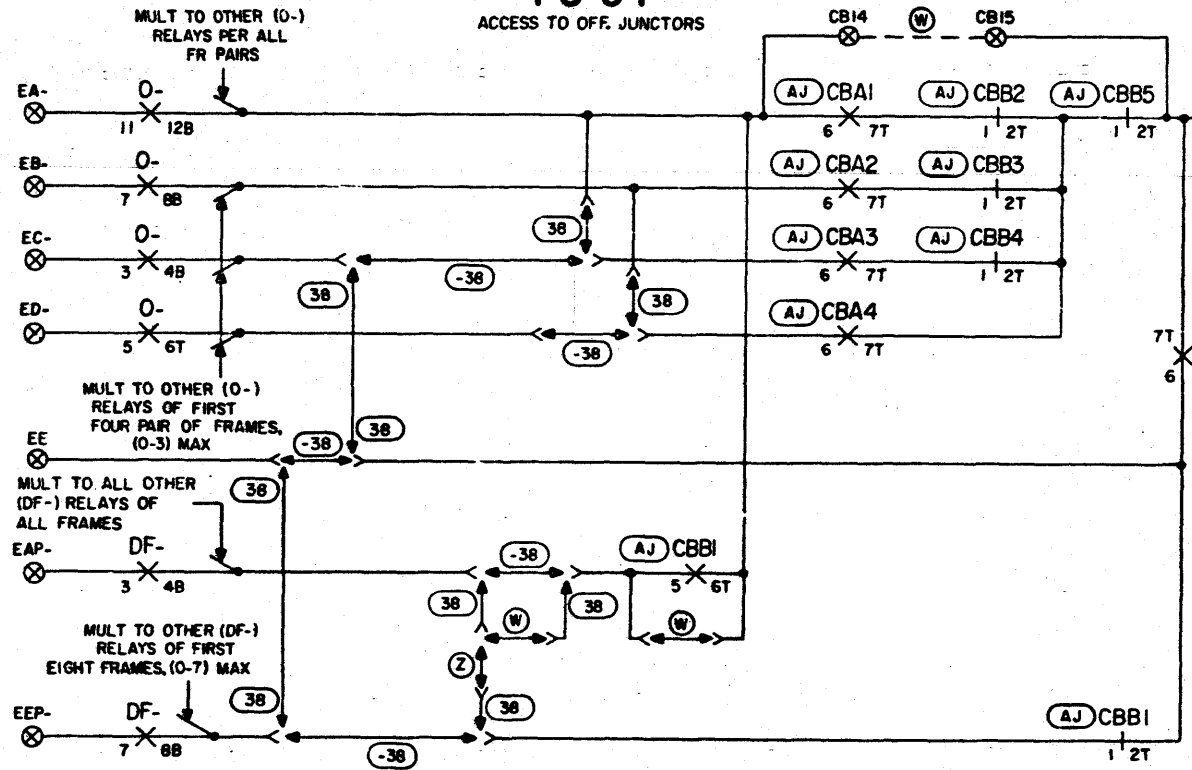 ACCESS TO OFF. JUNCTORS
MULT TO OTHER (O-)
RELAYS PER ALL
FR PAIRS
CB14 W CB15
EA- O- AJ CBA1 AJ CBB2 AJ CBB5
11 12B 6 7T 1 2T 1 2T
EB- O- AJ CBA2 AJ CBB3
7 8B 6 7T 1 2T
38
EC- O- AJ CBA3 AJ CBB4
3 4B -38 6 7T 1 2T
38 38
ED- O- AJ CBA4
5 6T -38 6 7T
7T
6
MULT TO OTHER (O-)
RELAYS OF FIRST
FOUR PAIR OF FRAMES,
(0-3) MAX
38
EE -38
MULT TO ALL OTHER
(DF-) RELAYS OF
ALL FRAMES
38
EAP- DF- -38 AJ CBB1
3 4B 5 6T
38 38
W W
MULT TO OTHER (DF-)
RELAYS OF FIRST
EIGHT FRAMES, (0-7) MAX
Z
38 38
EEP- DF- AJ CBB1
7 8B -38 1 2T